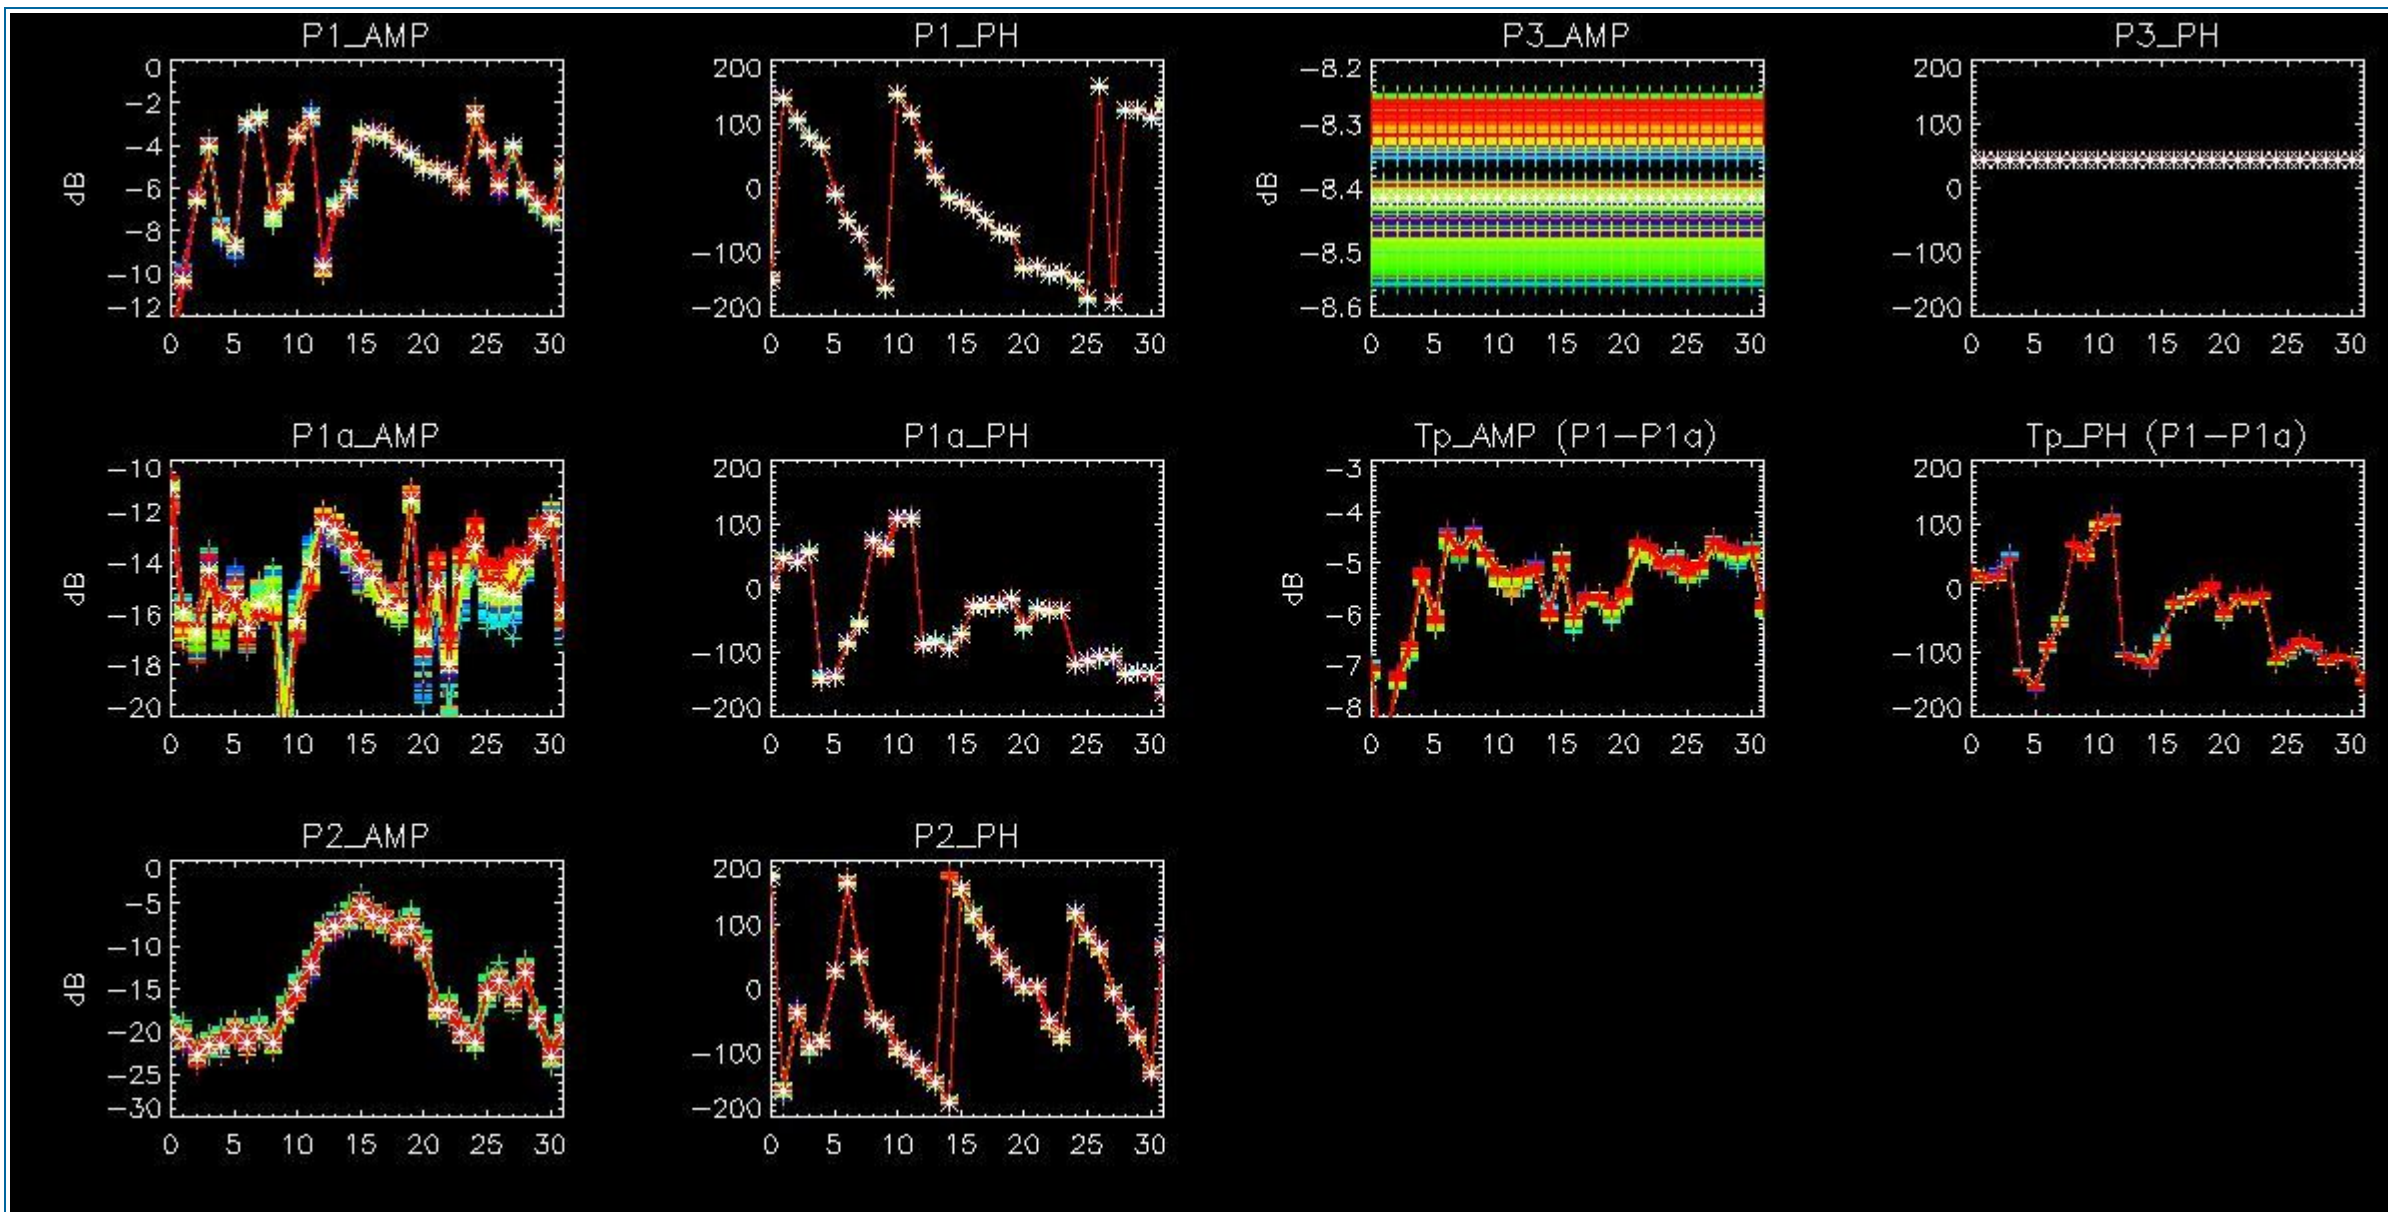 P1_AMP
P1_PH
P3_AMP
P3_PH
0
−2
−4
−6
−8
−10
−12
dB
0 5 10 15 20 25 30
200
100
0
−100
−200
0 5 10 15 20 25 30
−8.2
−8.3
−8.4
−8.5
−8.6
dB
0 5 10 15 20 25 30
200
100
0
−100
−200
0 5 10 15 20 25 30
P1a_AMP
P1a_PH
Tp_AMP (P1−P1a)
Tp_PH (P1−P1a)
−10
−12
−14
−16
−18
−20
dB
0 5 10 15 20 25 30
200
100
0
−100
−200
0 5 10 15 20 25 30
−3
−4
−5
−6
−7
−8
dB
0 5 10 15 20 25 30
200
100
0
−100
−200
0 5 10 15 20 25 30
P2_AMP
P2_PH
0
−5
−10
−15
−20
−25
−30
dB
0 5 10 15 20 25 30
200
100
0
−100
−200
0 5 10 15 20 25 30